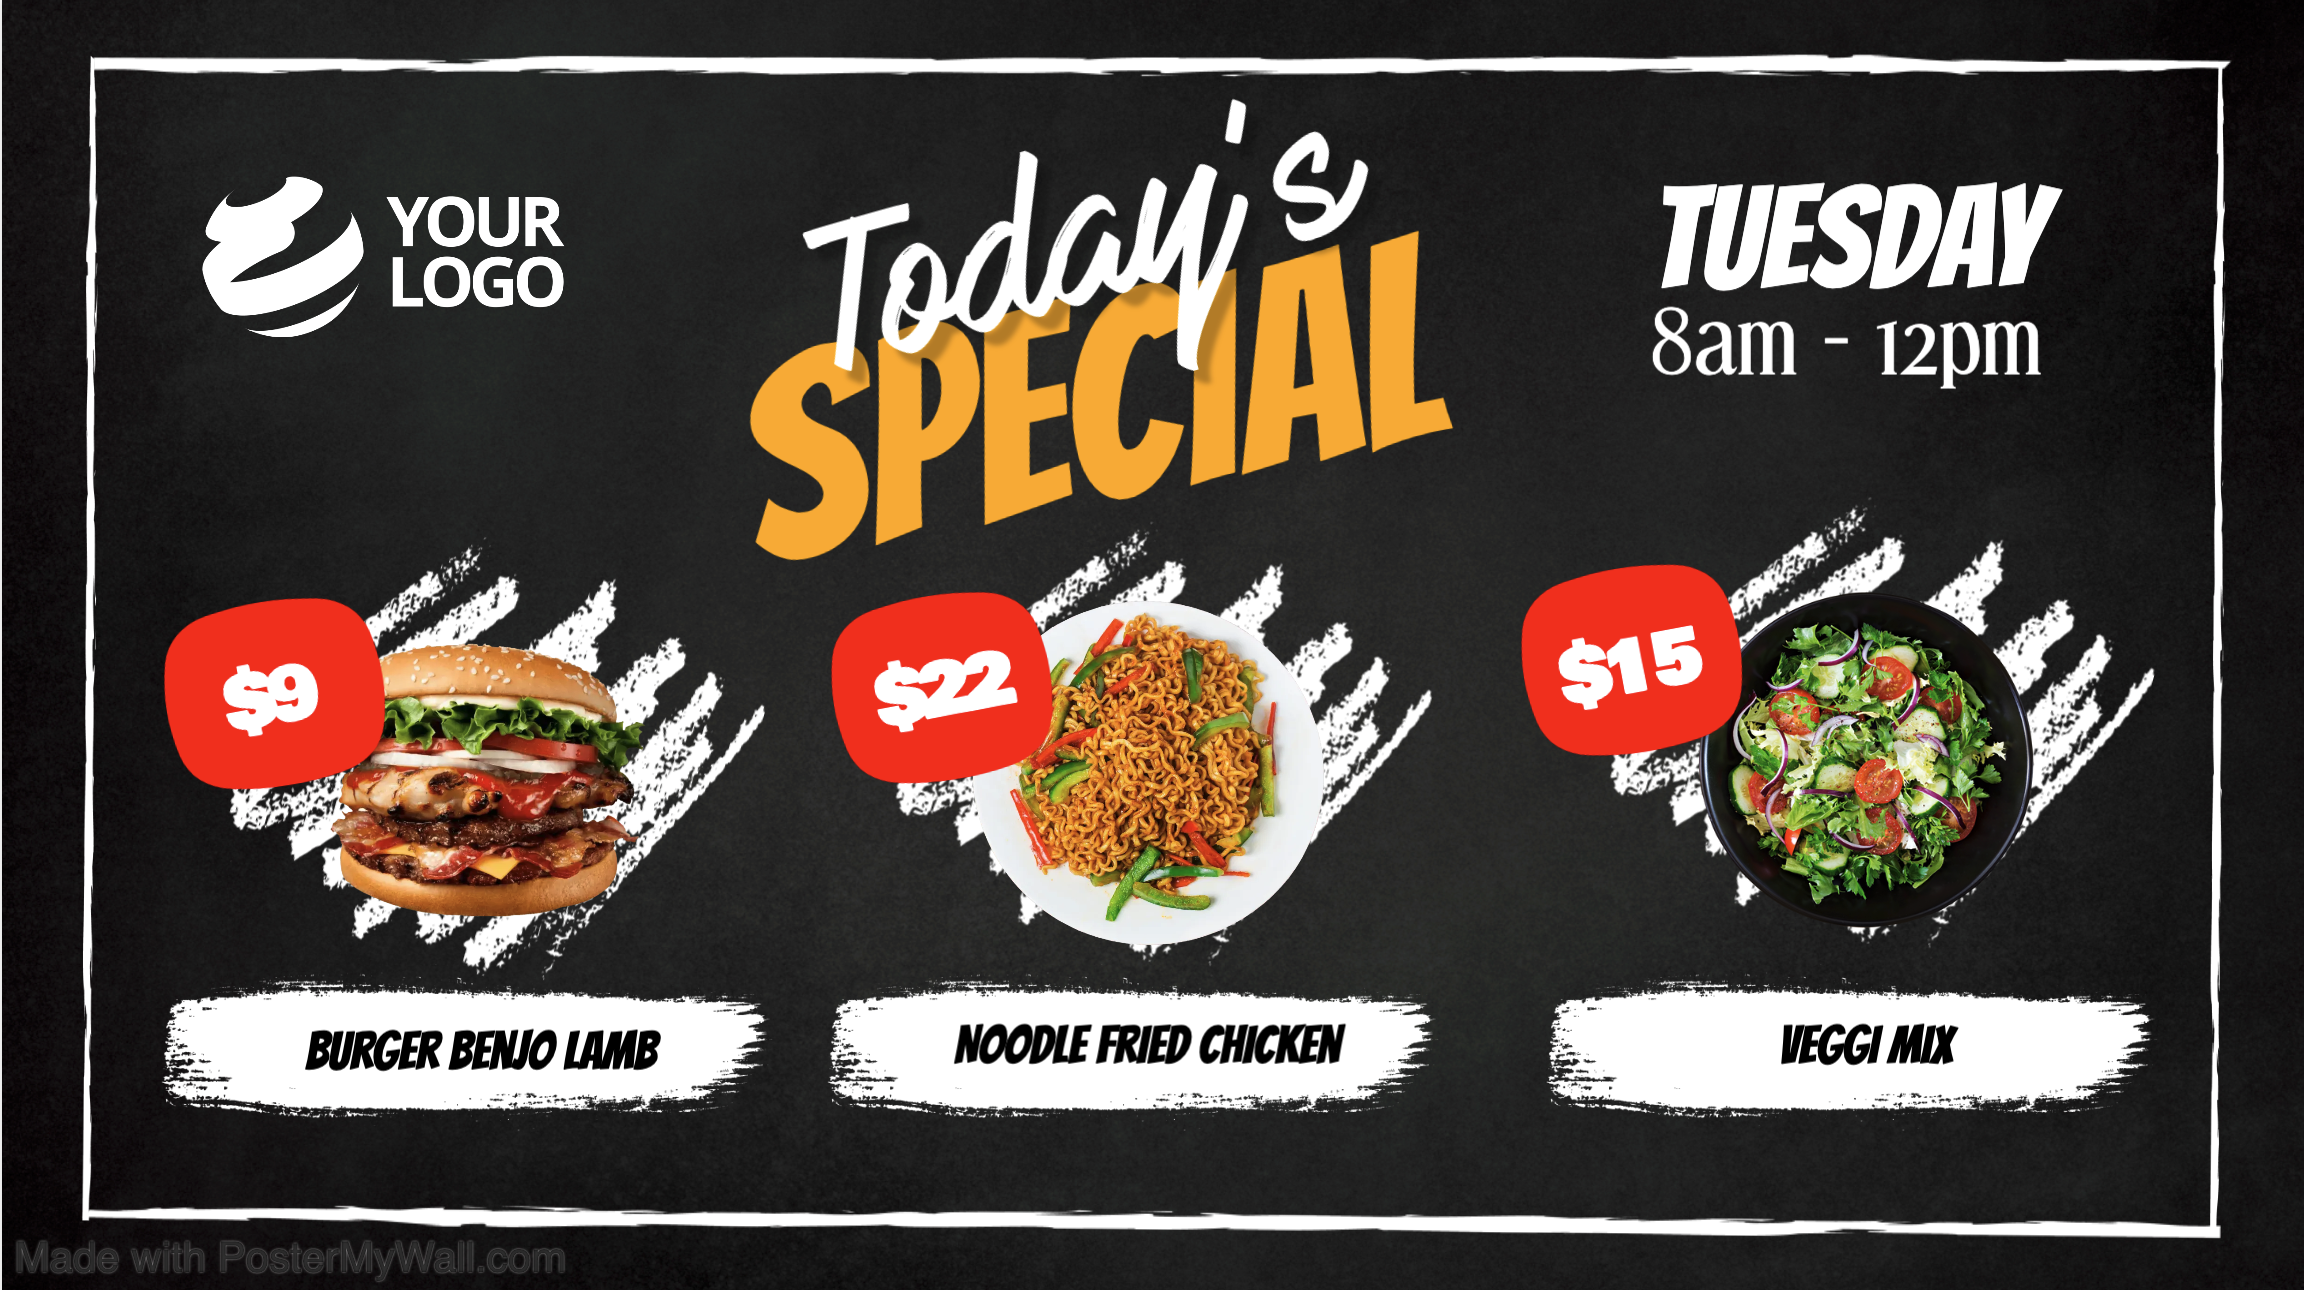 YOUR
LOGO
Today's
SPECIAL
TUESDAY
8am - 12pm
$9
$22
$15
BURGER BENJO LAMB
NOODLE FRIED CHICKEN
VEGGI MIX
Made with PosterMyWall.com